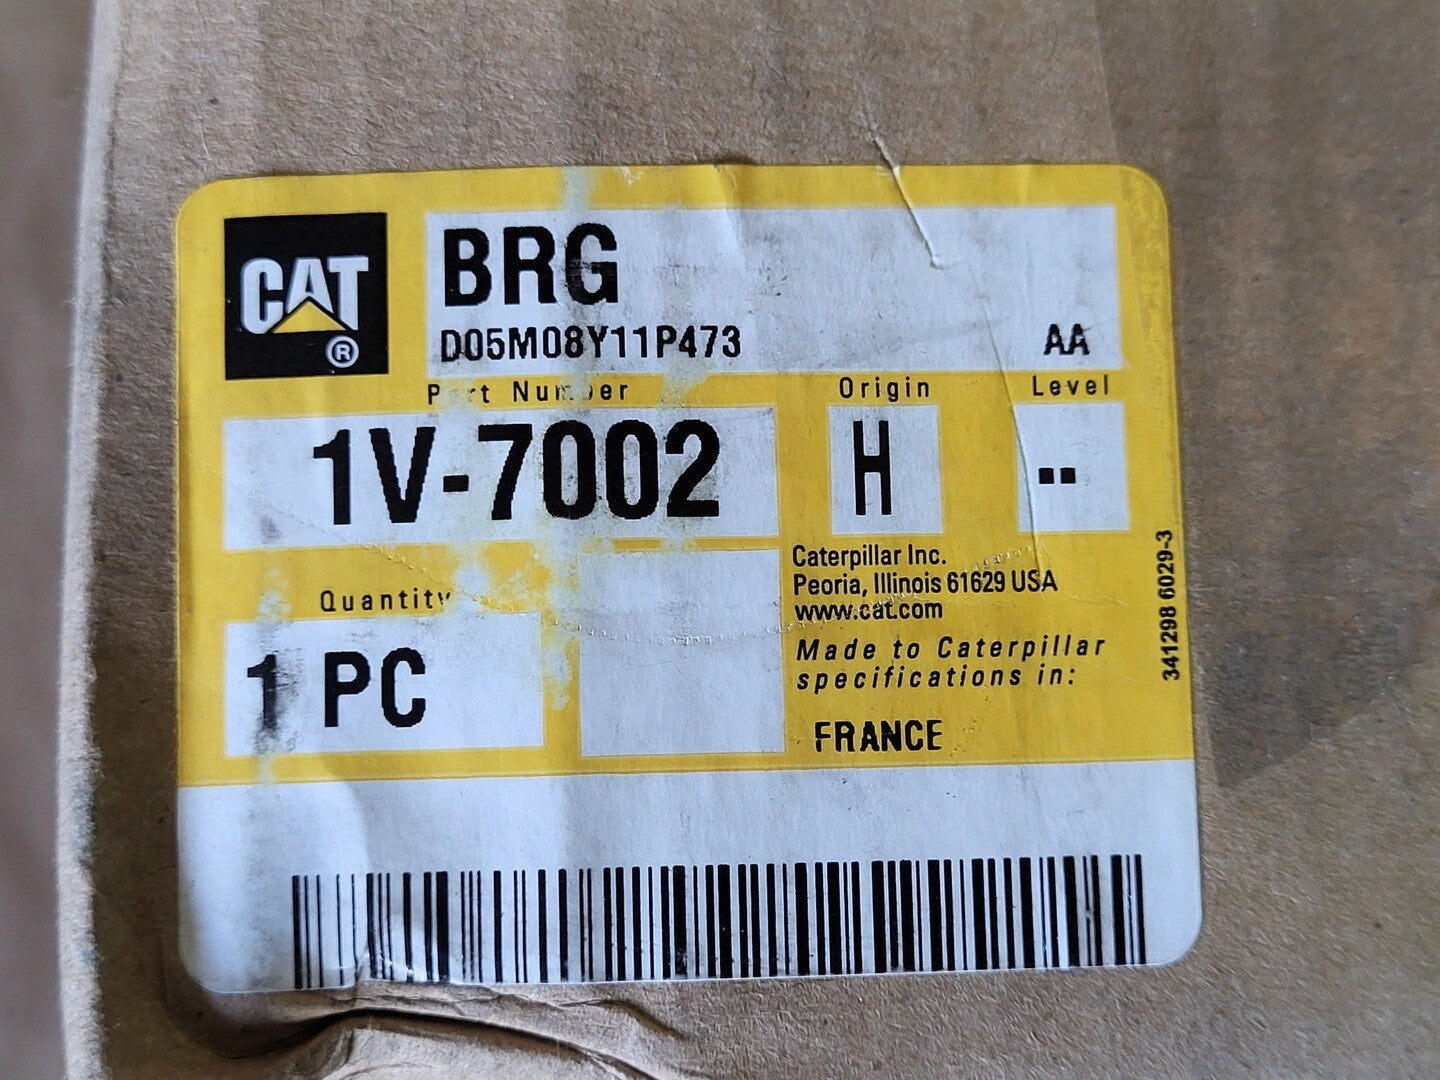 CAT
®
BRG
D05M08Y11P473 AA
Part Number Origin Level
1V-7002 H --
Caterpillar Inc.
Peoria, Illinois 61629 USA
www.cat.com
Made to Caterpillar
specifications in:
FRANCE
Quantity
1 PC
341298 6029-3